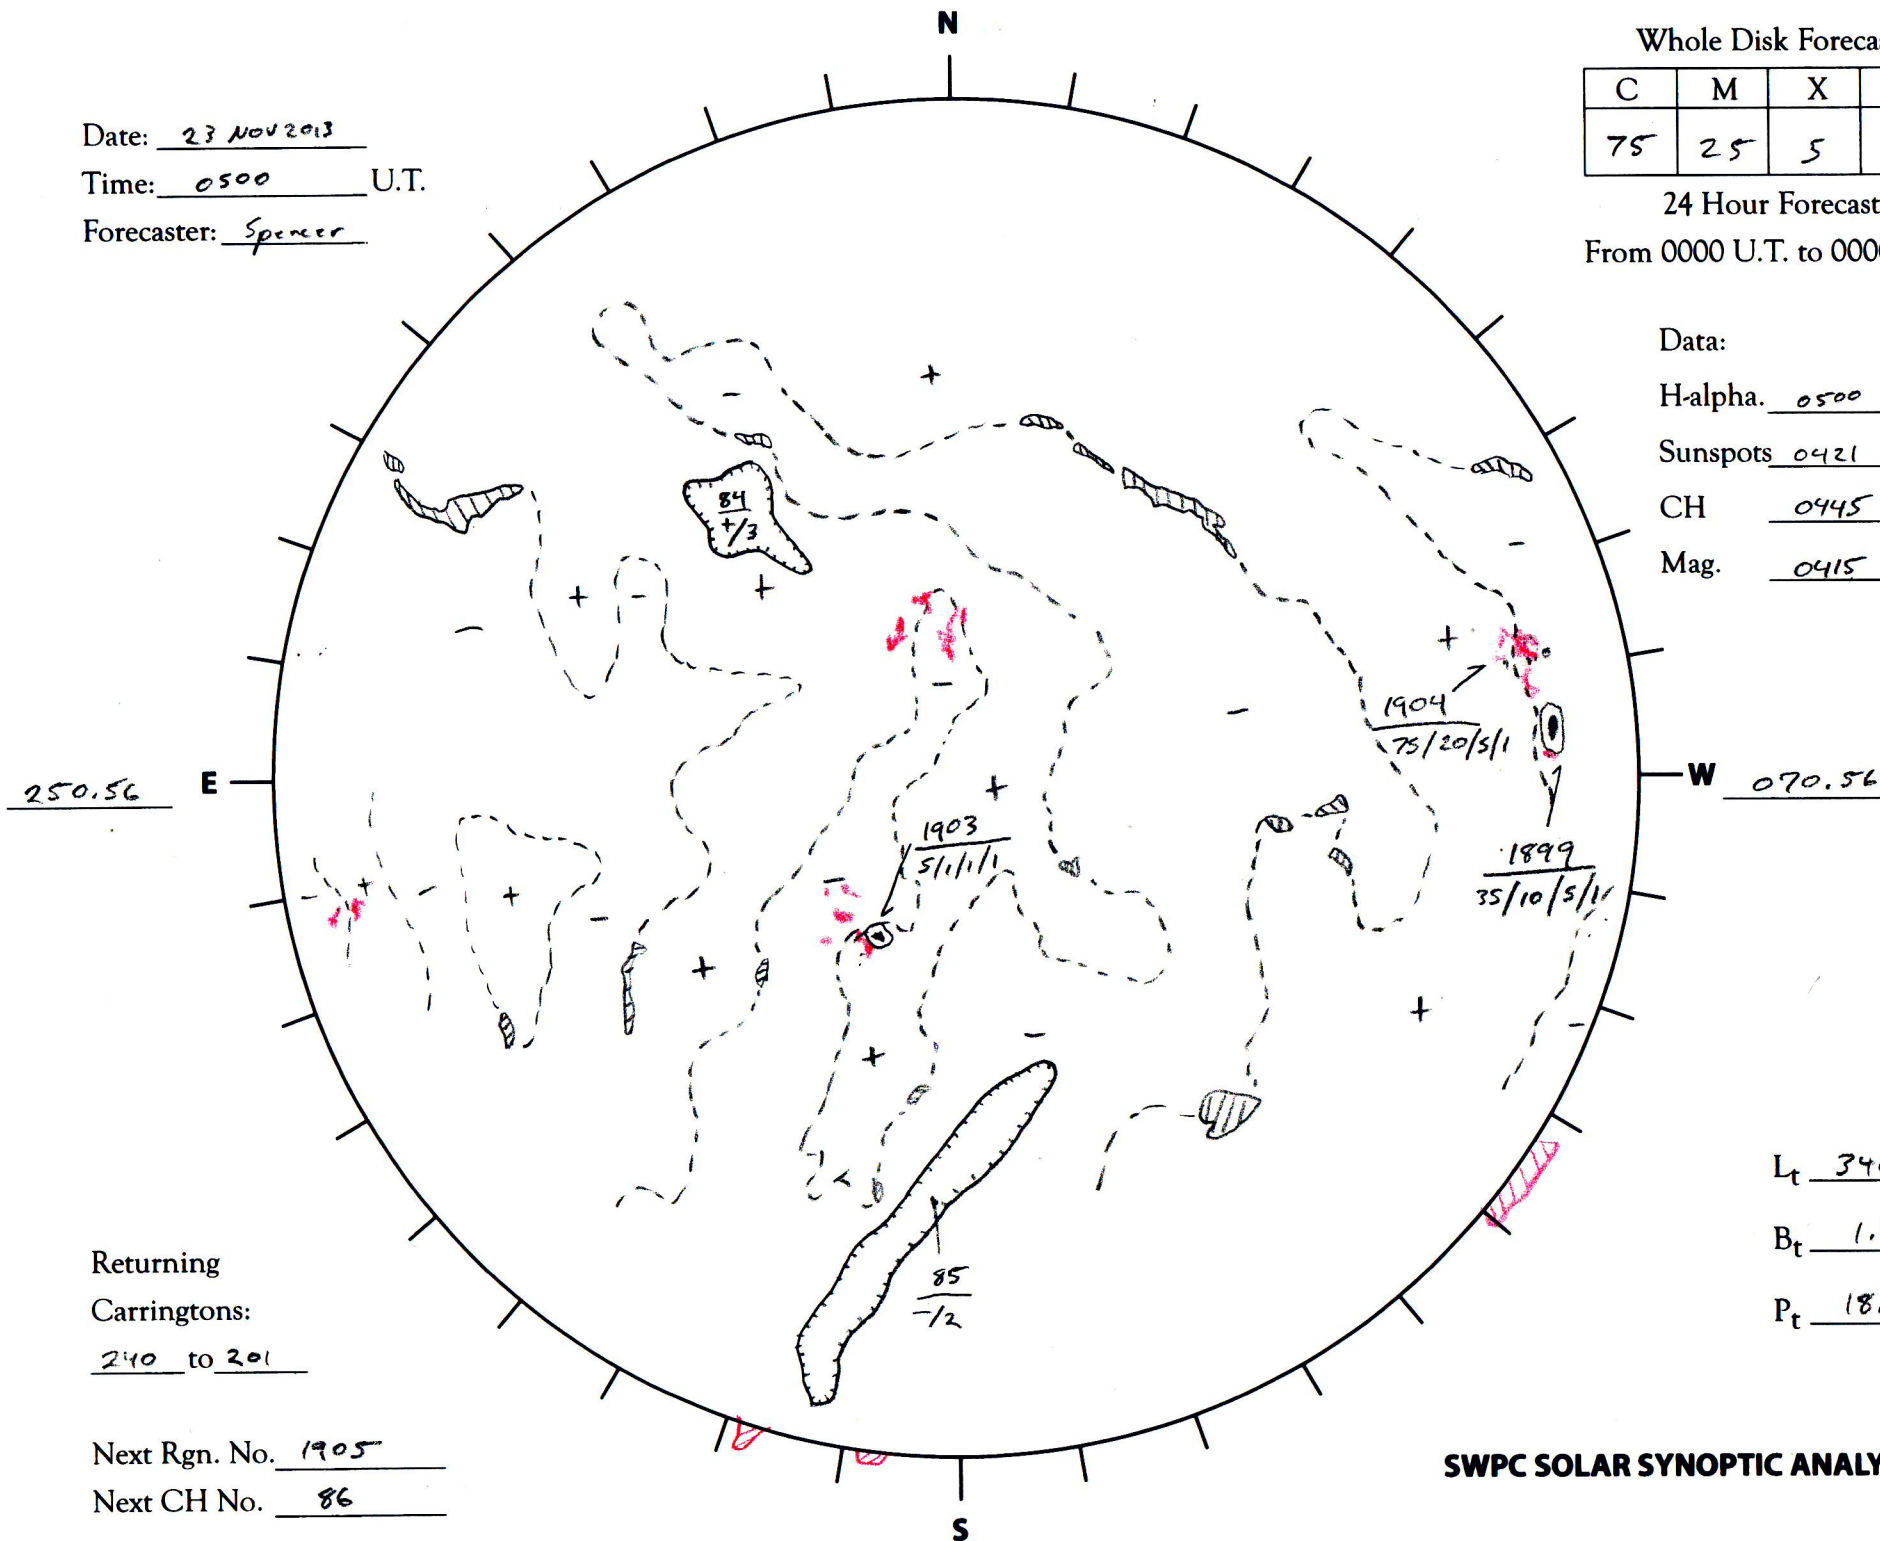 N
Whole Disk Foreca
C M X
75 25 5
24 Hour Forecast
From 0000 U.T. to 000
Date: 23 NOV 2013
Time: 0500 U.T.
Forecaster: Spencer
Data:
H-alpha. 0500
Sunspots 0421
CH 0445
Mag. 0415
+
-
84
+/3
+
-
+
-
+
-
+
-
-
1904
75/20/5/1
250.56 E
W 070.56
+
1903
5/1/1/1
1899
35/10/5/1
-
+
-
+
-
-
+
+
-
+
-
85
-/2
Lt 34
Bt 1.
Pt 18
Returning
Carringtons:
240 to 201
Next Rgn. No. 1905
Next CH No. 86
SWPC SOLAR SYNOPTIC ANALY
S